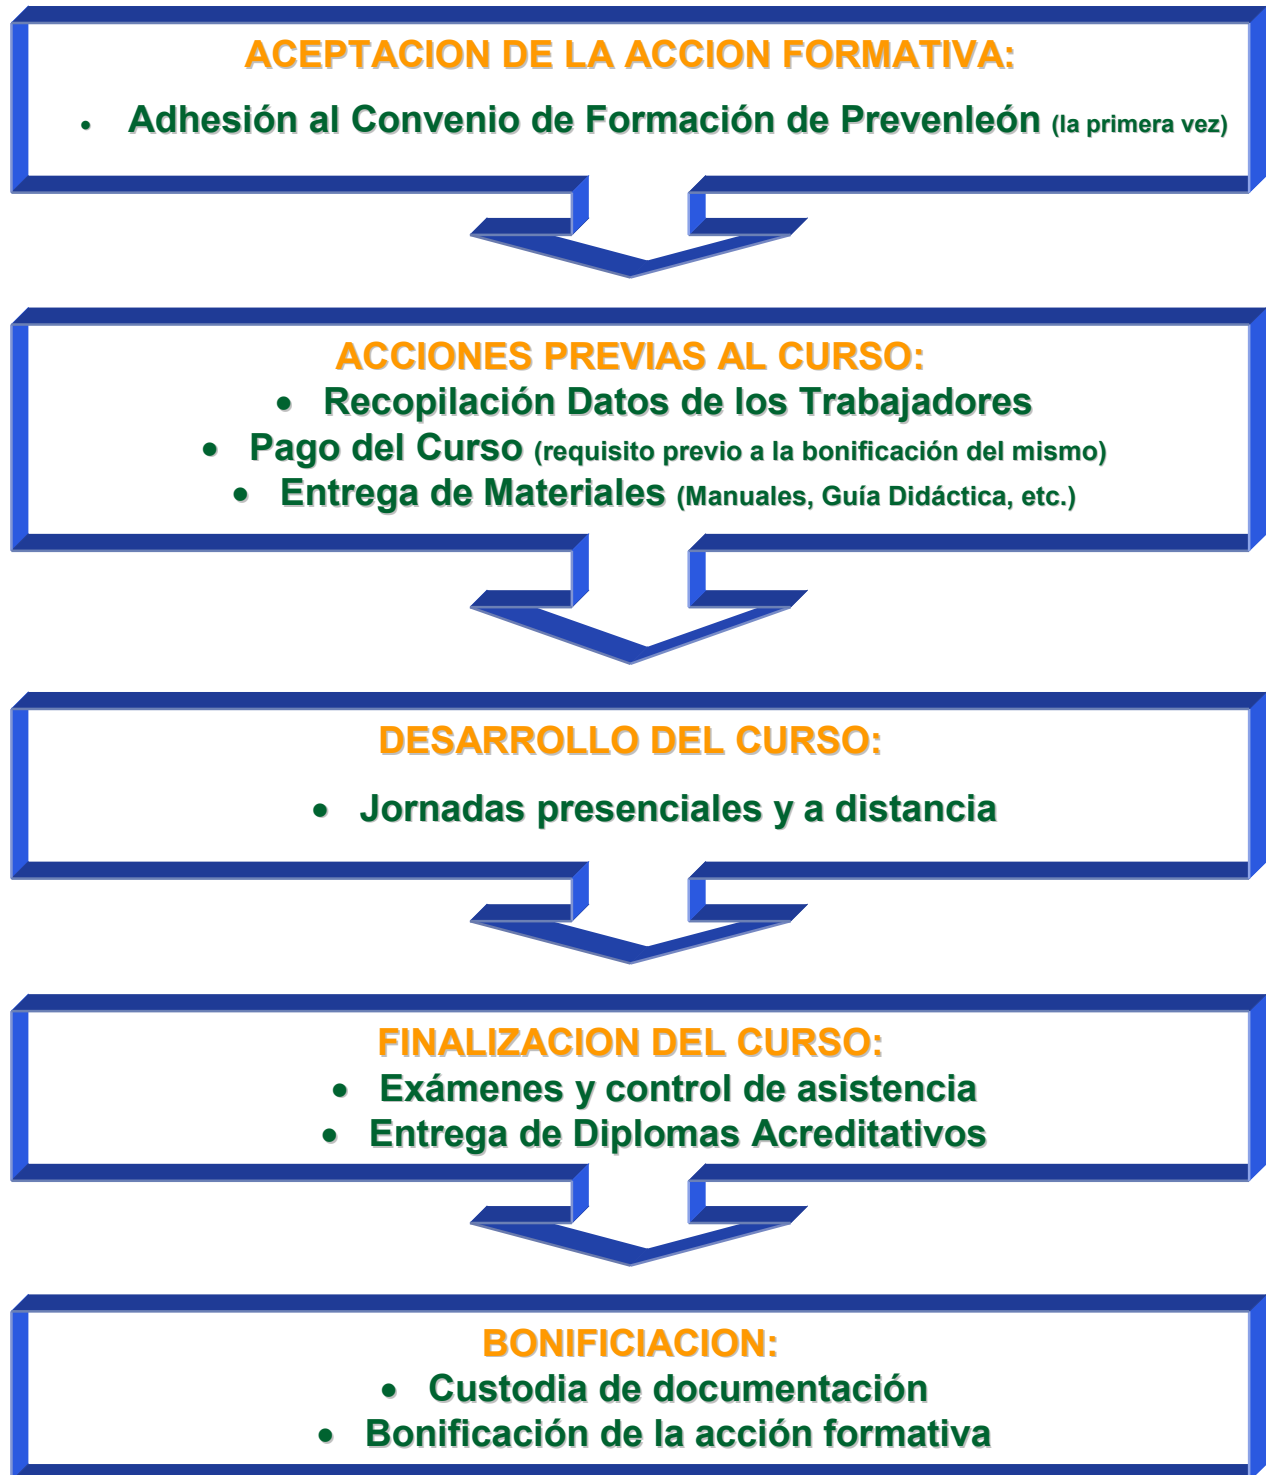 ACEPTACION DE LA ACCION FORMATIVA:
• Adhesión al Convenio de Formación de Prevenleón (la primera vez)
ACCIONES PREVIAS AL CURSO:
• Recopilación Datos de los Trabajadores
• Pago del Curso (requisito previo a la bonificación del mismo)
• Entrega de Materiales (Manuales, Guía Didáctica, etc.)
DESARROLLO DEL CURSO:
• Jornadas presenciales y a distancia
FINALIZACION DEL CURSO:
• Exámenes y control de asistencia
• Entrega de Diplomas Acreditativos
BONIFICIACION:
• Custodia de documentación
• Bonificación de la acción formativa